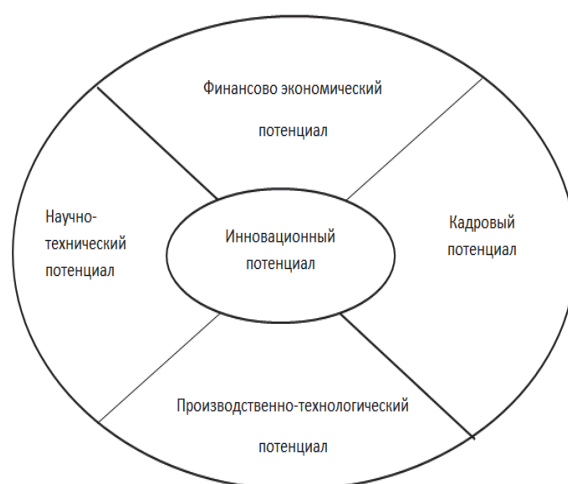 Финансово экономический
потенциал
Научно-
технический
потенциал
Инновационный
потенциал
Кадровый
потенциал
Производственно-технологический
потенциал